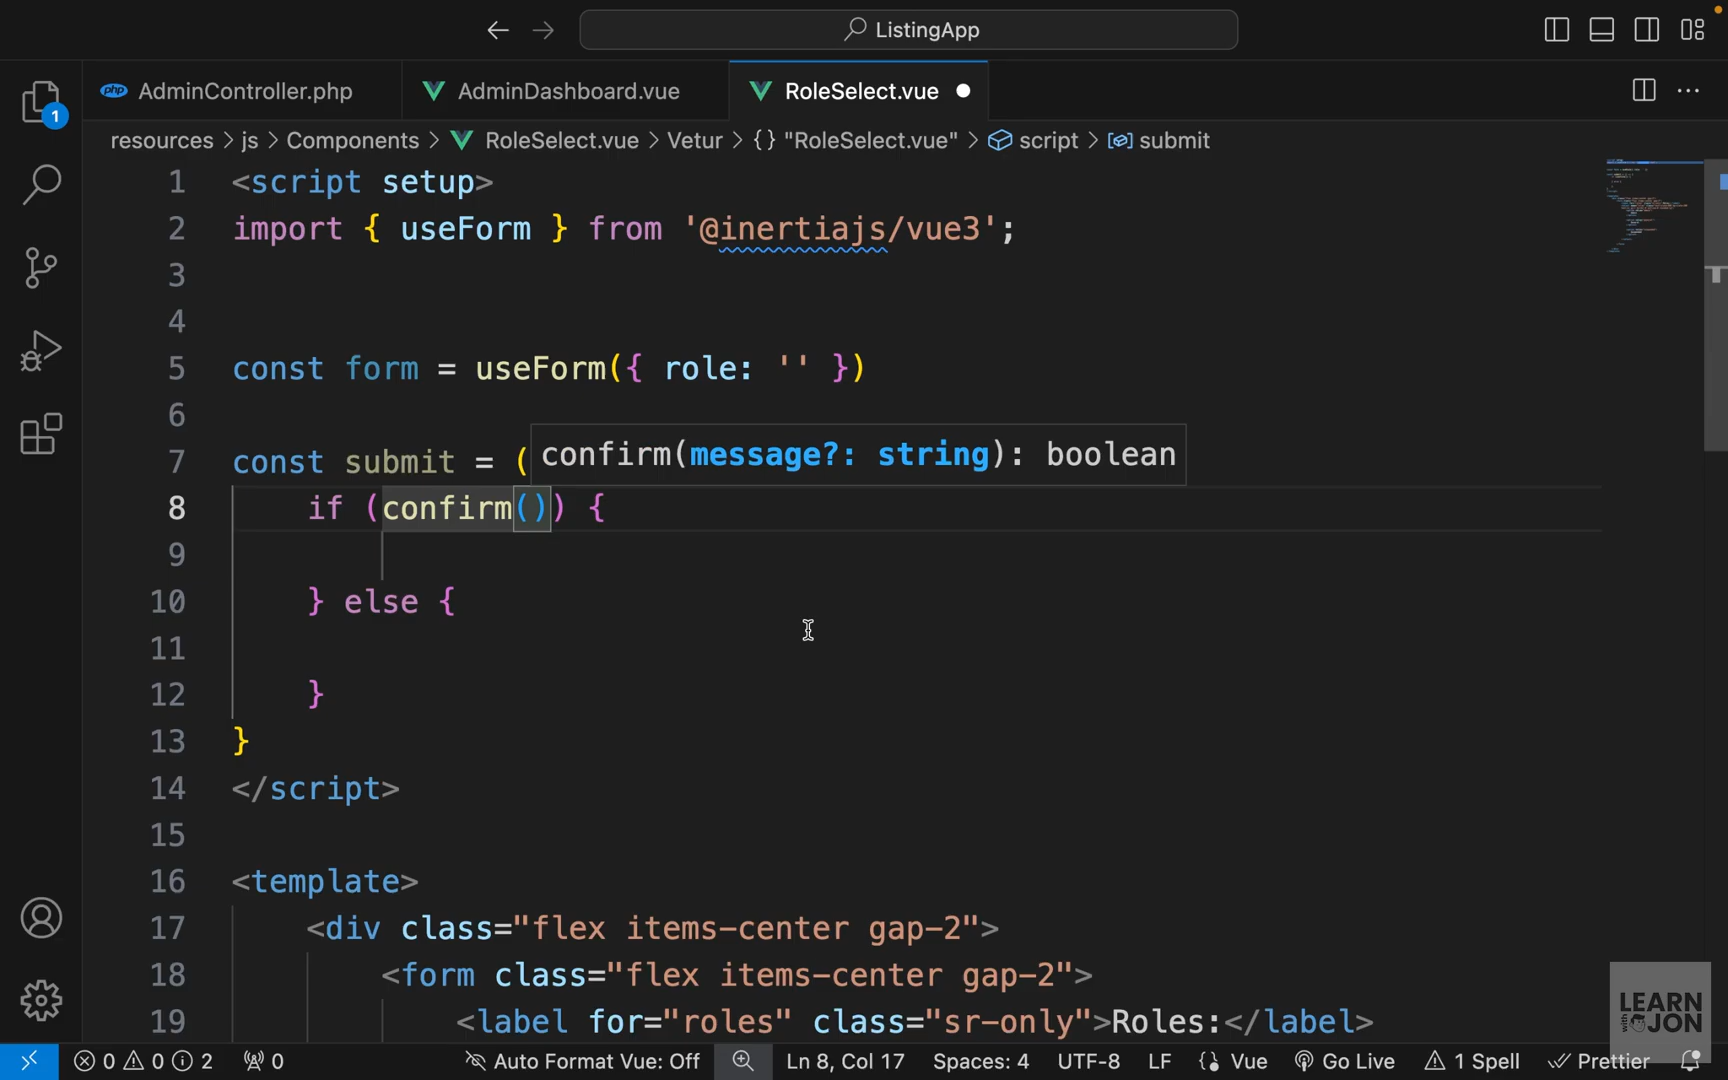 ListingApp
AdminController.php
AdminDashboard.vue
RoleSelect.vue
resources > js > Components > RoleSelect.vue > Vetur > {} "RoleSelect.vue" > script > submit
1
php
1 <script setup>
2 import { useForm } from '@inertiajs/vue3';
3
4
5 const form = useForm({ role: '' })
6
confirm(message?: string): boolean
7 const submit = (
8 if (confirm()) {
9
10 } else {
11
12 }
13 }
14 </script>
15
16 <template>
17 <div class="flex items-center gap-2">
18 <form class="flex items-center gap-2">
19 <label for="roles" class="sr-only">Roles:</label>
LEARN
with JON
0 0 2 0 Auto Format Vue: Off Ln 8, Col 17 Spaces: 4 UTF-8 LF {} Vue Go Live 1 Spell Prettier